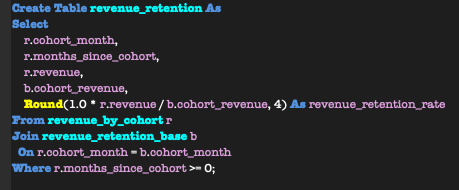 Create Table revenue_retention As
Select
r.cohort_month,
r.months_since_cohort,
r.revenue,
b.cohort_revenue,
Round(1.0 * r.revenue / b.cohort_revenue, 4) As revenue_retention_rate
From revenue_by_cohort r
Join revenue_retention_base b
On r.cohort_month = b.cohort_month
Where r.months_since_cohort >= 0;